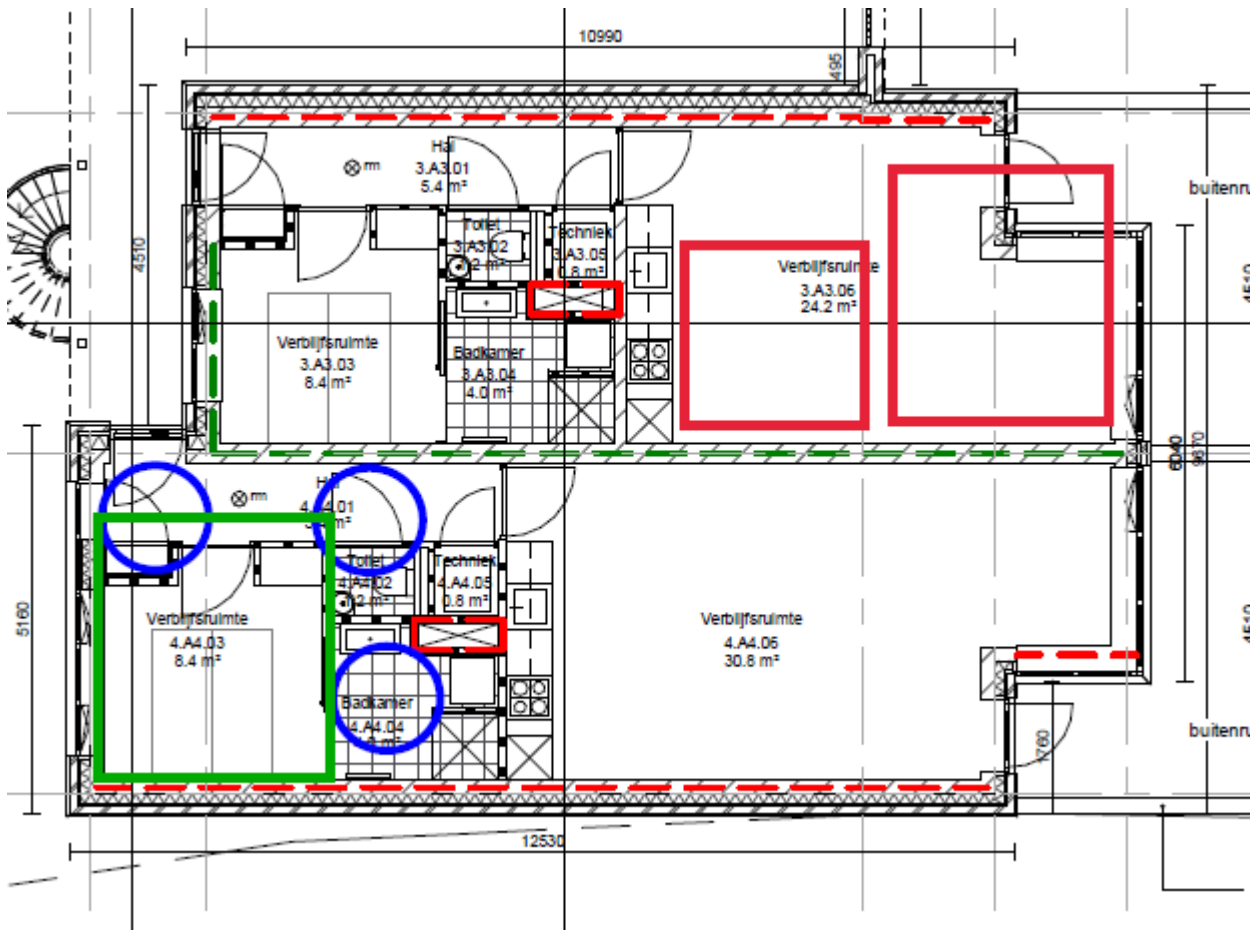 10990
495
Hal
3.A3.01
5.4 m²
rm
buitenru
Toilet
3.A3.02
Techniek
3.A3.05
0.8 m²
4510
Verblijfsruimte
3.A3.06
24.2 m²
4510
Verblijfsruimte
3.A3.03
8.4 m²
Badkamer
3.A3.04
4.0 m²
6040
9670
rm
4.A4.01
Toilet
4.A4.02
Techniek
4.A4.05
0.8 m²
5160
Verblijfsruimte
4.A4.03
8.4 m²
Verblijfsruimte
4.A4.06
30.8 m²
4510
Badkamer
4.A4.04
1760
buitenru
12530